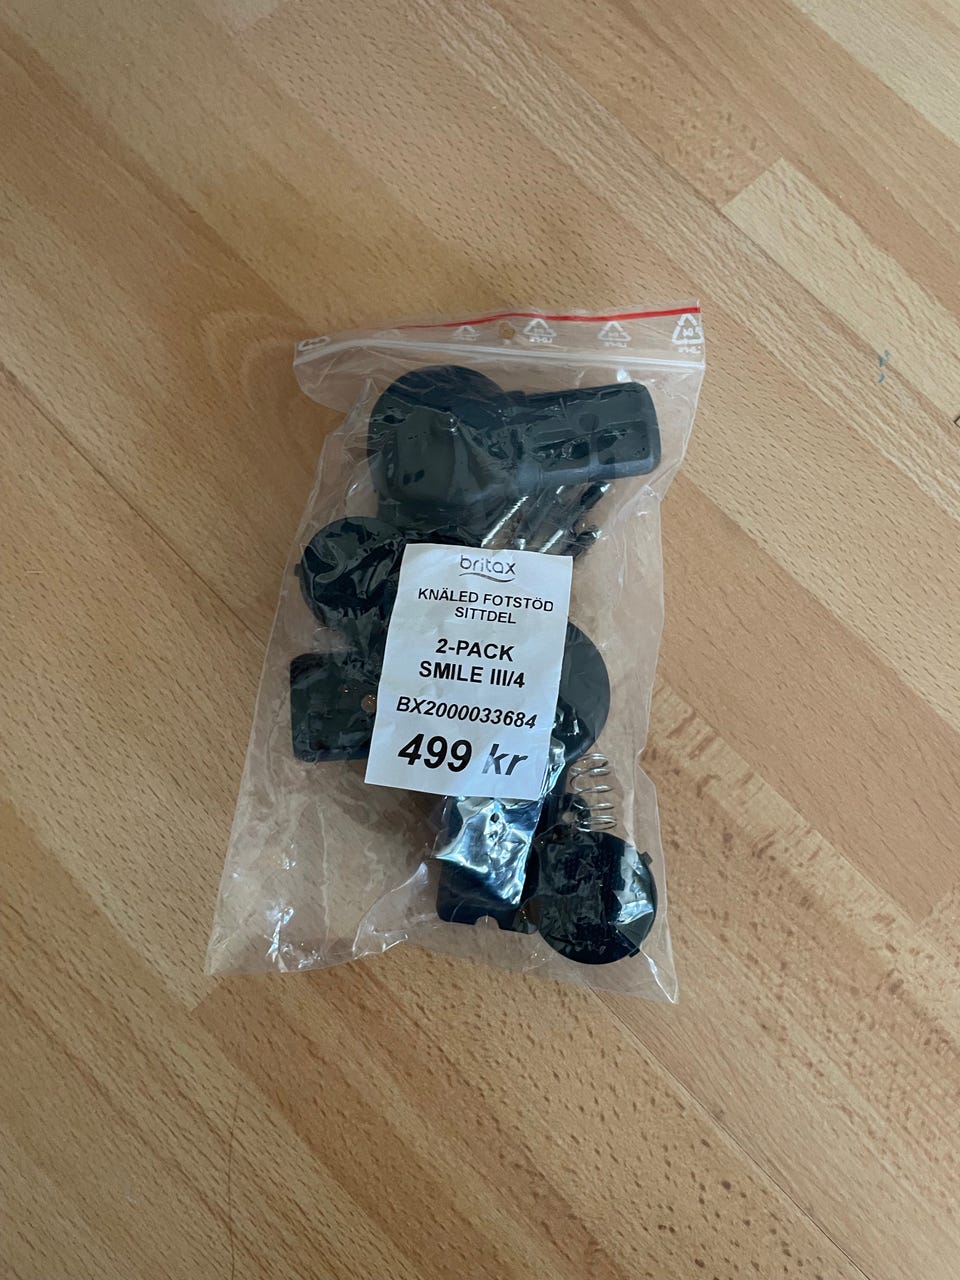 britax
KNÄLED FOTSTÖD
SITTDEL
2-PACK
SMILE III/4
BX2000033684
499 kr